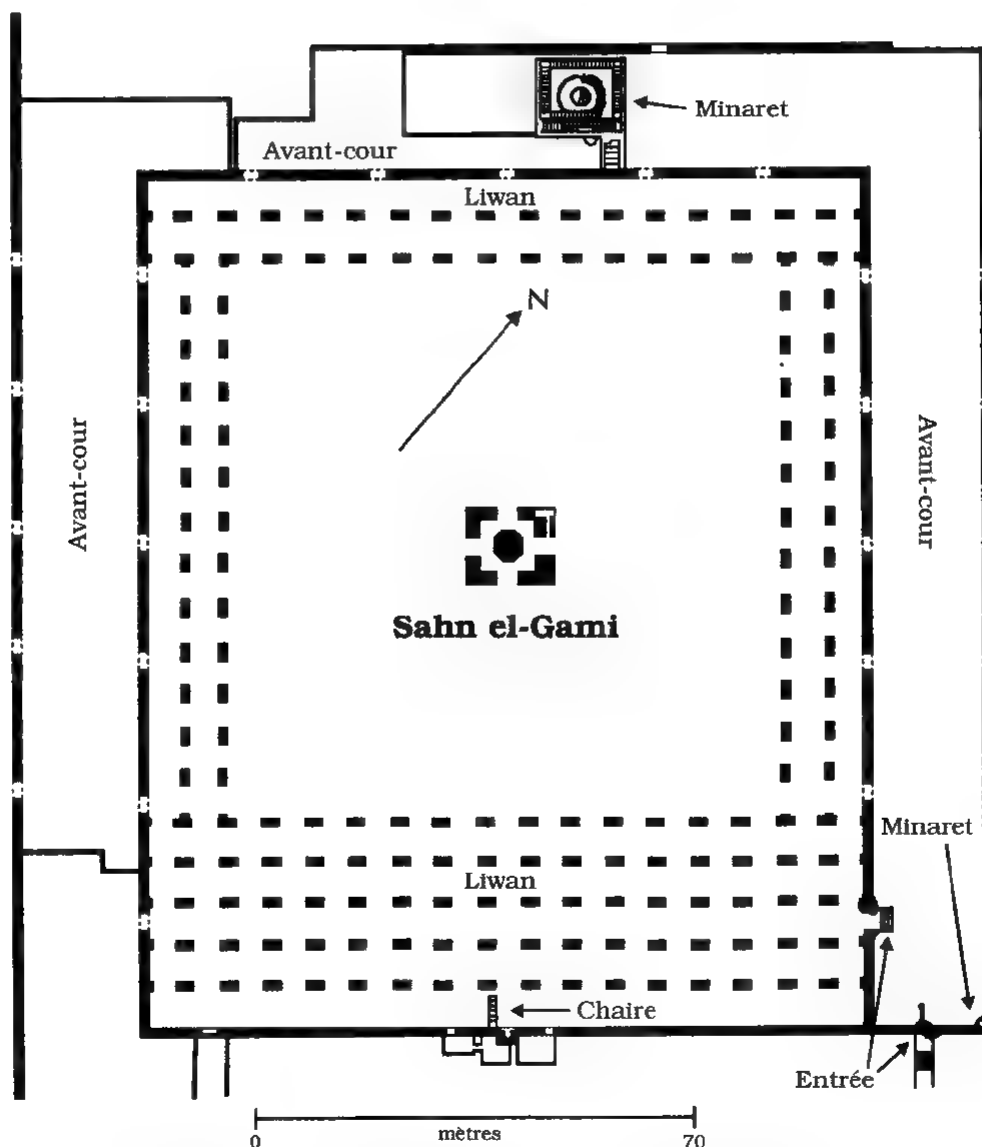 Minaret
Avant-cour
Liwan
N
Avant-cour
Avant-cour
Sahn el-Gami
Minaret
Liwan
Chaire
Entrée
mètres
0 70